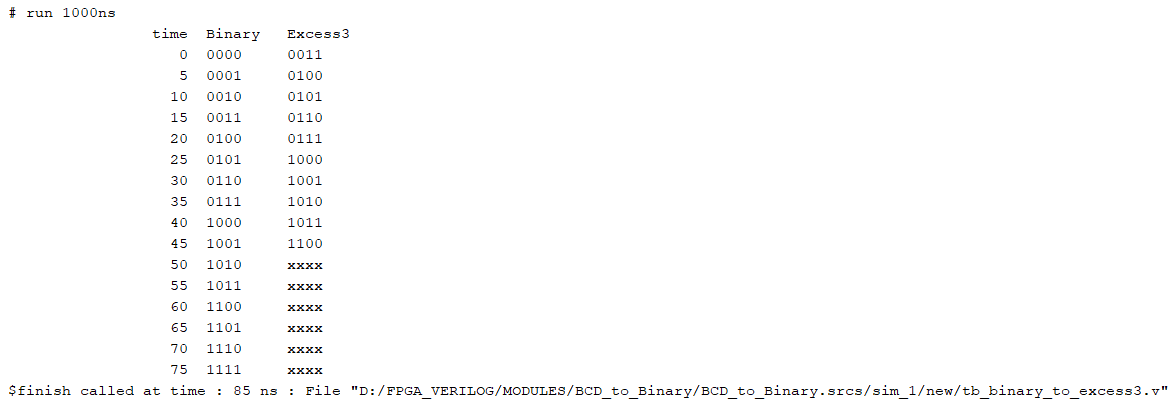 # run 1000ns
time Binary Excess3
0 0000 0011
5 0001 0100
10 0010 0101
15 0011 0110
20 0100 0111
25 0101 1000
30 0110 1001
35 0111 1010
40 1000 1011
45 1001 1100
50 1010 xxxx
55 1011 xxxx
60 1100 xxxx
65 1101 xxxx
70 1110 xxxx
75 1111 xxxx
$finish called at time : 85 ns : File "D:/FPGA_VERILOG/MODULES/BCD_to_Binary/BCD_to_Binary.srcs/sim_1/new/tb_binary_to_excess3.v"